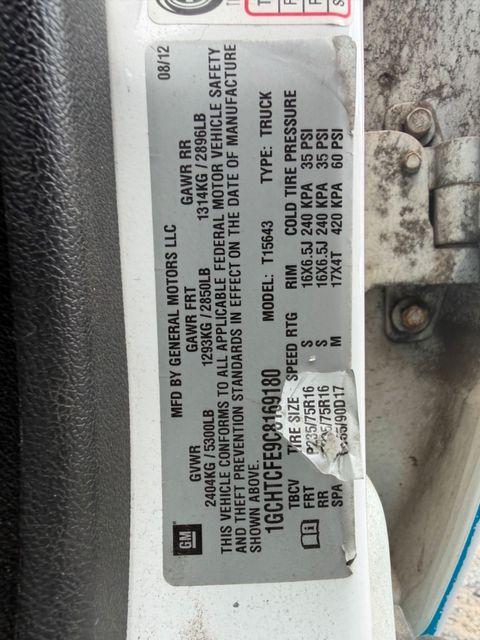 GM MFD BY GENERAL MOTORS LLC 08/12
GVWR GAWR FRT GAWR RR
2404KG / 5300LB 1293KG / 2850LB 1314KG / 2896LB
THIS VEHICLE CONFORMS TO ALL APPLICABLE FEDERAL MOTOR VEHICLE SAFETY
AND THEFT PREVENTION STANDARDS IN EFFECT ON THE DATE OF MANUFACTURE
SHOWN ABOVE.
1GCHTCFE9C8169180 MODEL: T15643 TYPE: TRUCK
TBCV TIRE SIZE SPEED RTG RIM COLD TIRE PRESSURE
FRT P235/75R16 S 16X6.5J 240 KPA 35 PSI
RR /75R16 S 16X6.5J 240 KPA 35 PSI
SPA /90D17 M 17X4T 420 KPA 60 PSI